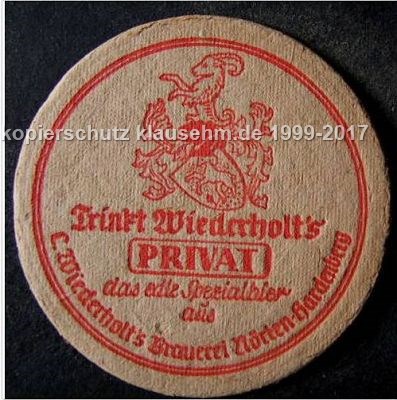 kopierschutz klausehm.de 1999-2017
Trinkt Wiederholt's
PRIVAT
das edle Spezialbier
aus
C. Wiederholt's Brauerei Nörten-Hardenberg